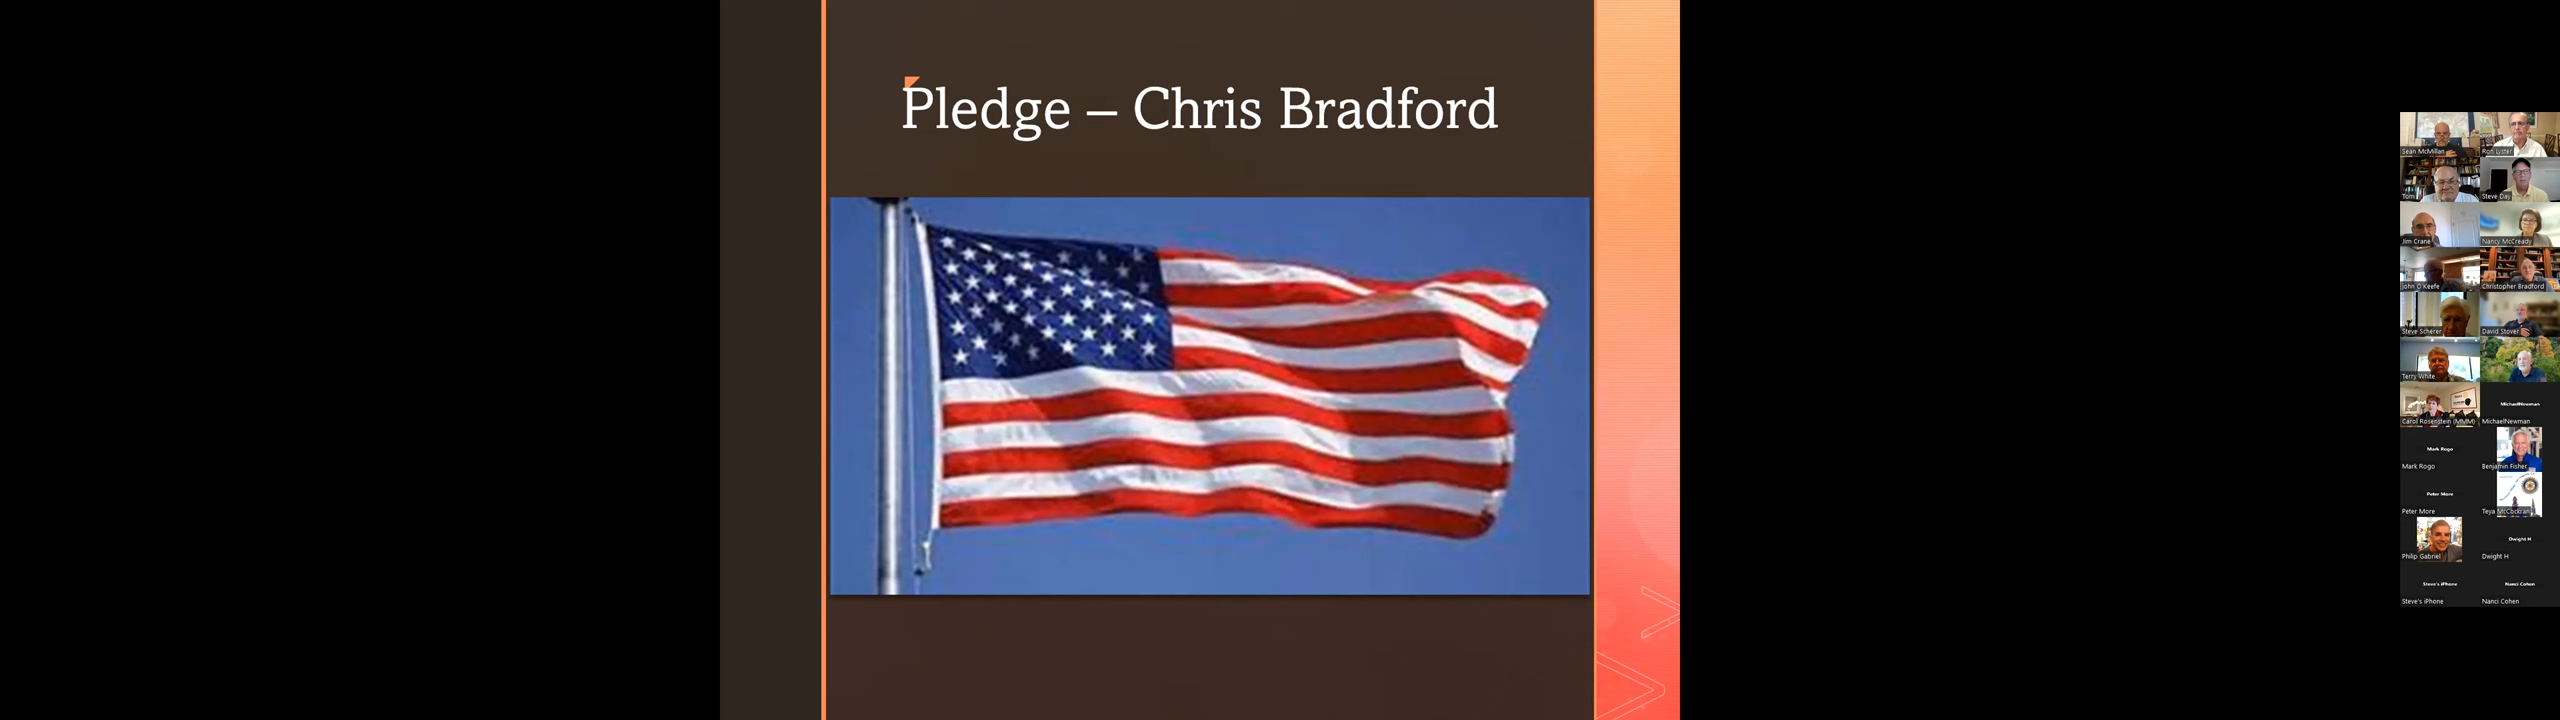 Pledge – Chris Bradford
Sean McMillan
Ron Lyster
Tom
Steve Day
Jim Crane
Nancy McCready
John O Keefe
Christopher Bradford
Steve Scherer
David Stover
Terry White
Carol Rosenstein (MMM)
MichaelNewman
MichaelNewman
Mark Rogo
Mark Rogo
Benjamin Fisher
Peter More
Peter More
Teya McCockran
Philip Gabriel
Dwight H
Dwight H
Steve's iPhone
Nanci Cohen
Steve's iPhone
Nanci Cohen